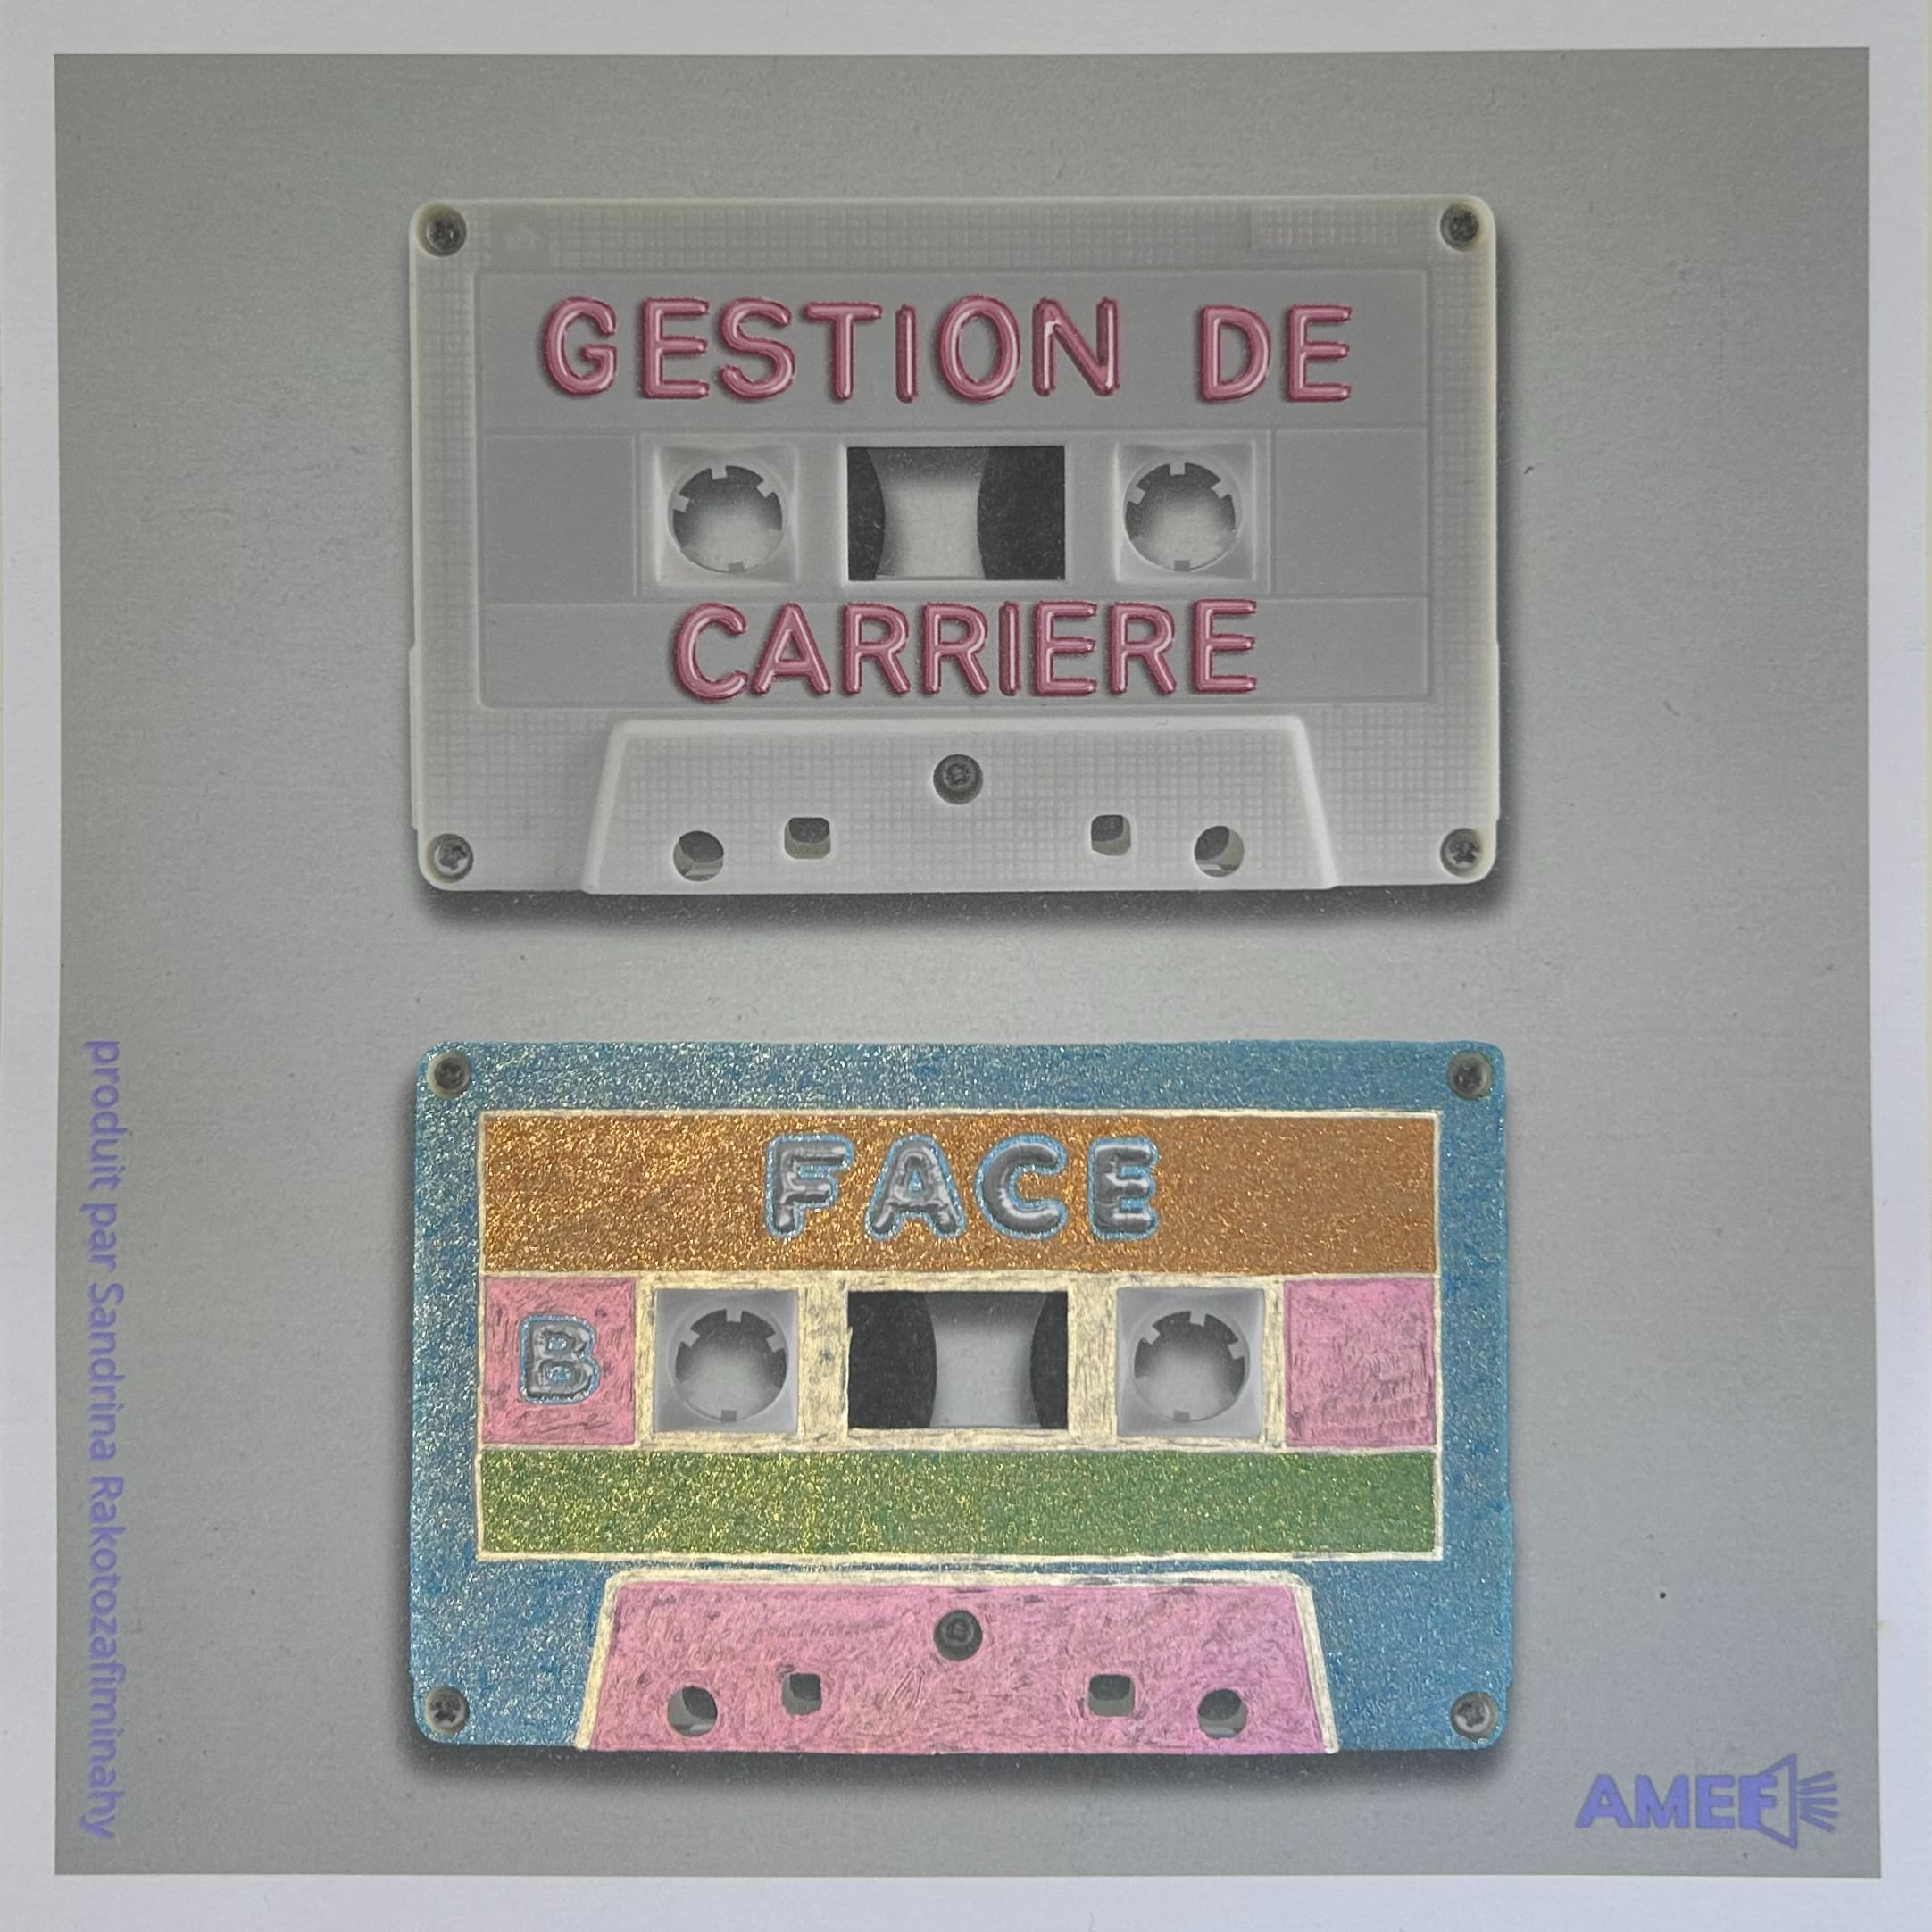 GESTION DE
CARRIERE
FACE
B
produit par Sandrina Rakotozafiminahy
AMEF